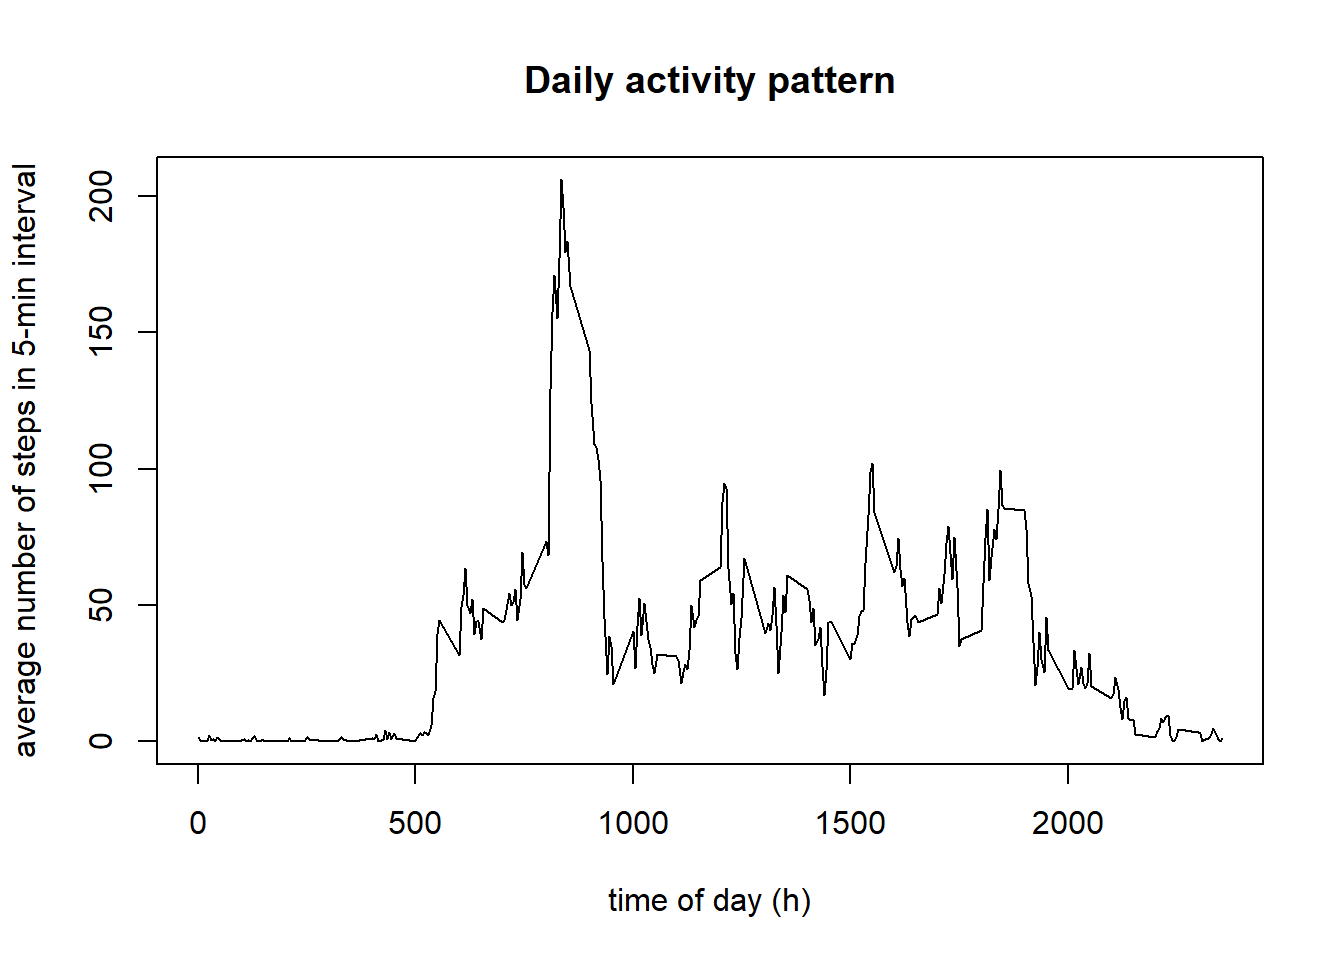 Daily activity pattern
average number of steps in 5-min interval
200
150
100
50
0
0 500 1000 1500 2000
time of day (h)